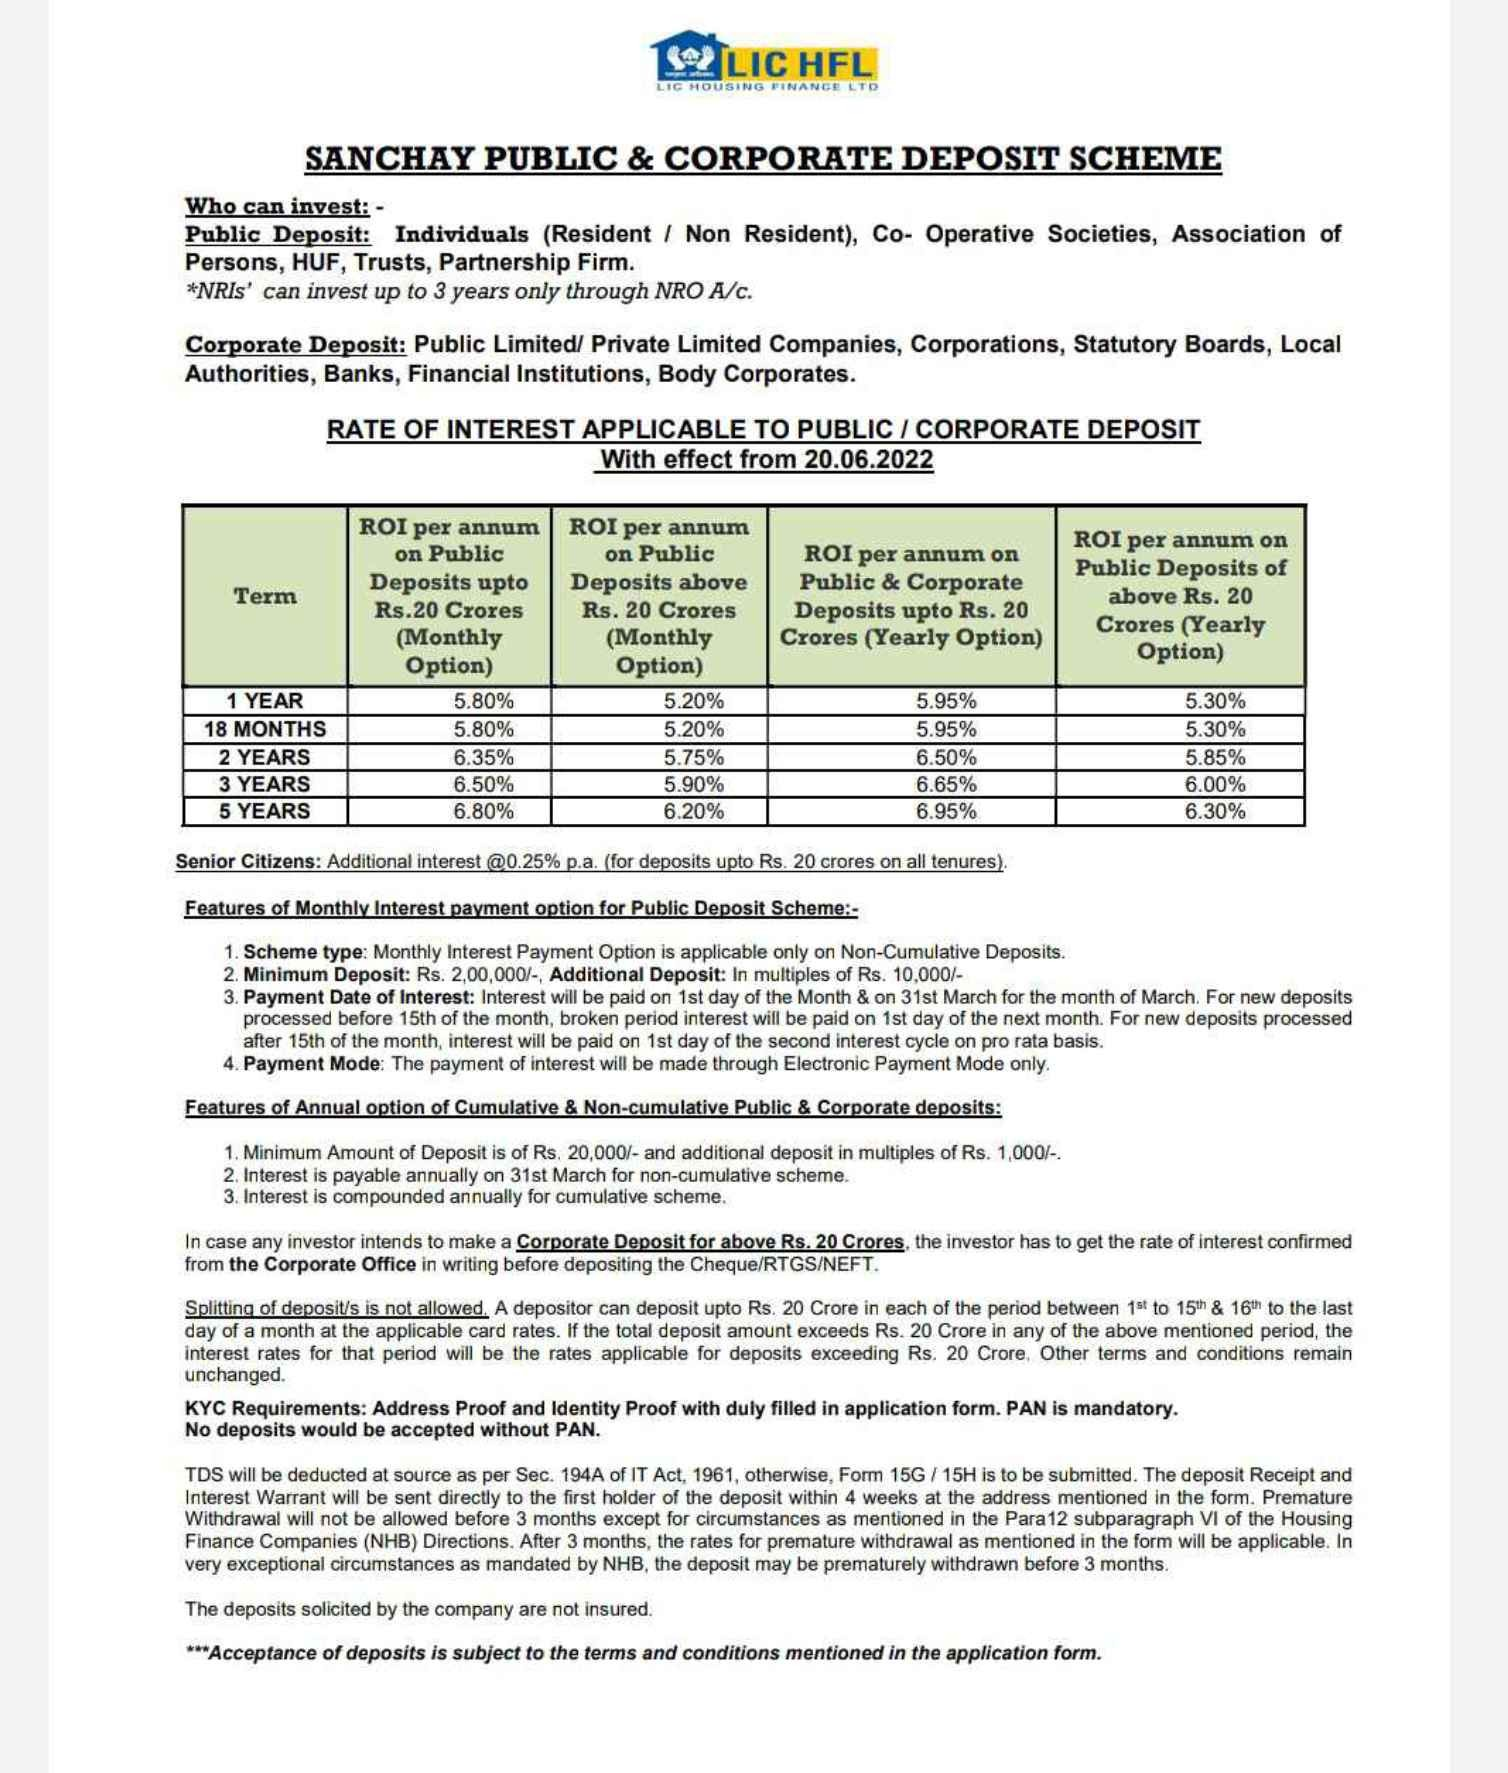 LIC HFL
LIC HOUSING FINANCE LTD
SANCHAY PUBLIC & CORPORATE DEPOSIT SCHEME
Who can invest: -
Public Deposit: Individuals (Resident / Non Resident), Co- Operative Societies, Association of
Persons, HUF, Trusts, Partnership Firm.
*NRIs' can invest up to 3 years only through NRO A/c.
Corporate Deposit: Public Limited/ Private Limited Companies, Corporations, Statutory Boards, Local
Authorities, Banks, Financial Institutions, Body Corporates.
RATE OF INTEREST APPLICABLE TO PUBLIC / CORPORATE DEPOSIT
With effect from 20.06.2022
Term
ROI per annum
on Public
Deposits upto
Rs.20 Crores
(Monthly
Option)
ROI per annum
on Public
Deposits above
Rs. 20 Crores
(Monthly
Option)
ROI per annum on
Public & Corporate
Deposits upto Rs. 20
Crores (Yearly Option)
ROI per annum on
Public Deposits of
above Rs. 20
Crores (Yearly
Option)
1 YEAR 5.80% 5.20% 5.95% 5.30%
18 MONTHS 5.80% 5.20% 5.95% 5.30%
2 YEARS 6.35% 5.75% 6.50% 5.85%
3 YEARS 6.50% 5.90% 6.65% 6.00%
5 YEARS 6.80% 6.20% 6.95% 6.30%
Senior Citizens: Additional interest @0.25% p.a. (for deposits upto Rs. 20 crores on all tenures).
Features of Monthly Interest payment option for Public Deposit Scheme:-
1. Scheme type: Monthly Interest Payment Option is applicable only on Non-Cumulative Deposits.
2. Minimum Deposit: Rs. 2,00,000/-, Additional Deposit: In multiples of Rs. 10,000/-
3. Payment Date of Interest: Interest will be paid on 1st day of the Month & on 31st March for the month of March. For new deposits
processed before 15th of the month, broken period interest will be paid on 1st day of the next month. For new deposits processed
after 15th of the month, interest will be paid on 1st day of the second interest cycle on pro rata basis.
4. Payment Mode: The payment of interest will be made through Electronic Payment Mode only.
Features of Annual option of Cumulative & Non-cumulative Public & Corporate deposits:
1. Minimum Amount of Deposit is of Rs. 20,000/- and additional deposit in multiples of Rs. 1,000/-.
2. Interest is payable annually on 31st March for non-cumulative scheme.
3. Interest is compounded annually for cumulative scheme.
In case any investor intends to make a Corporate Deposit for above Rs. 20 Crores, the investor has to get the rate of interest confirmed
from the Corporate Office in writing before depositing the Cheque/RTGS/NEFT.
Splitting of deposit/s is not allowed. A depositor can deposit upto Rs. 20 Crore in each of the period between 1st to 15th & 16th to the last
day of a month at the applicable card rates. If the total deposit amount exceeds Rs. 20 Crore in any of the above mentioned period, the
interest rates for that period will be the rates applicable for deposits exceeding Rs. 20 Crore. Other terms and conditions remain
unchanged.
KYC Requirements: Address Proof and Identity Proof with duly filled in application form. PAN is mandatory.
No deposits would be accepted without PAN.
TDS will be deducted at source as per Sec. 194A of IT Act, 1961, otherwise, Form 15G / 15H is to be submitted. The deposit Receipt and
Interest Warrant will be sent directly to the first holder of the deposit within 4 weeks at the address mentioned in the form. Premature
Withdrawal will not be allowed before 3 months except for circumstances as mentioned in the Para12 subparagraph VI of the Housing
Finance Companies (NHB) Directions. After 3 months, the rates for premature withdrawal as mentioned in the form will be applicable. In
very exceptional circumstances as mandated by NHB, the deposit may be prematurely withdrawn before 3 months.
The deposits solicited by the company are not insured.
***Acceptance of deposits is subject to the terms and conditions mentioned in the application form.